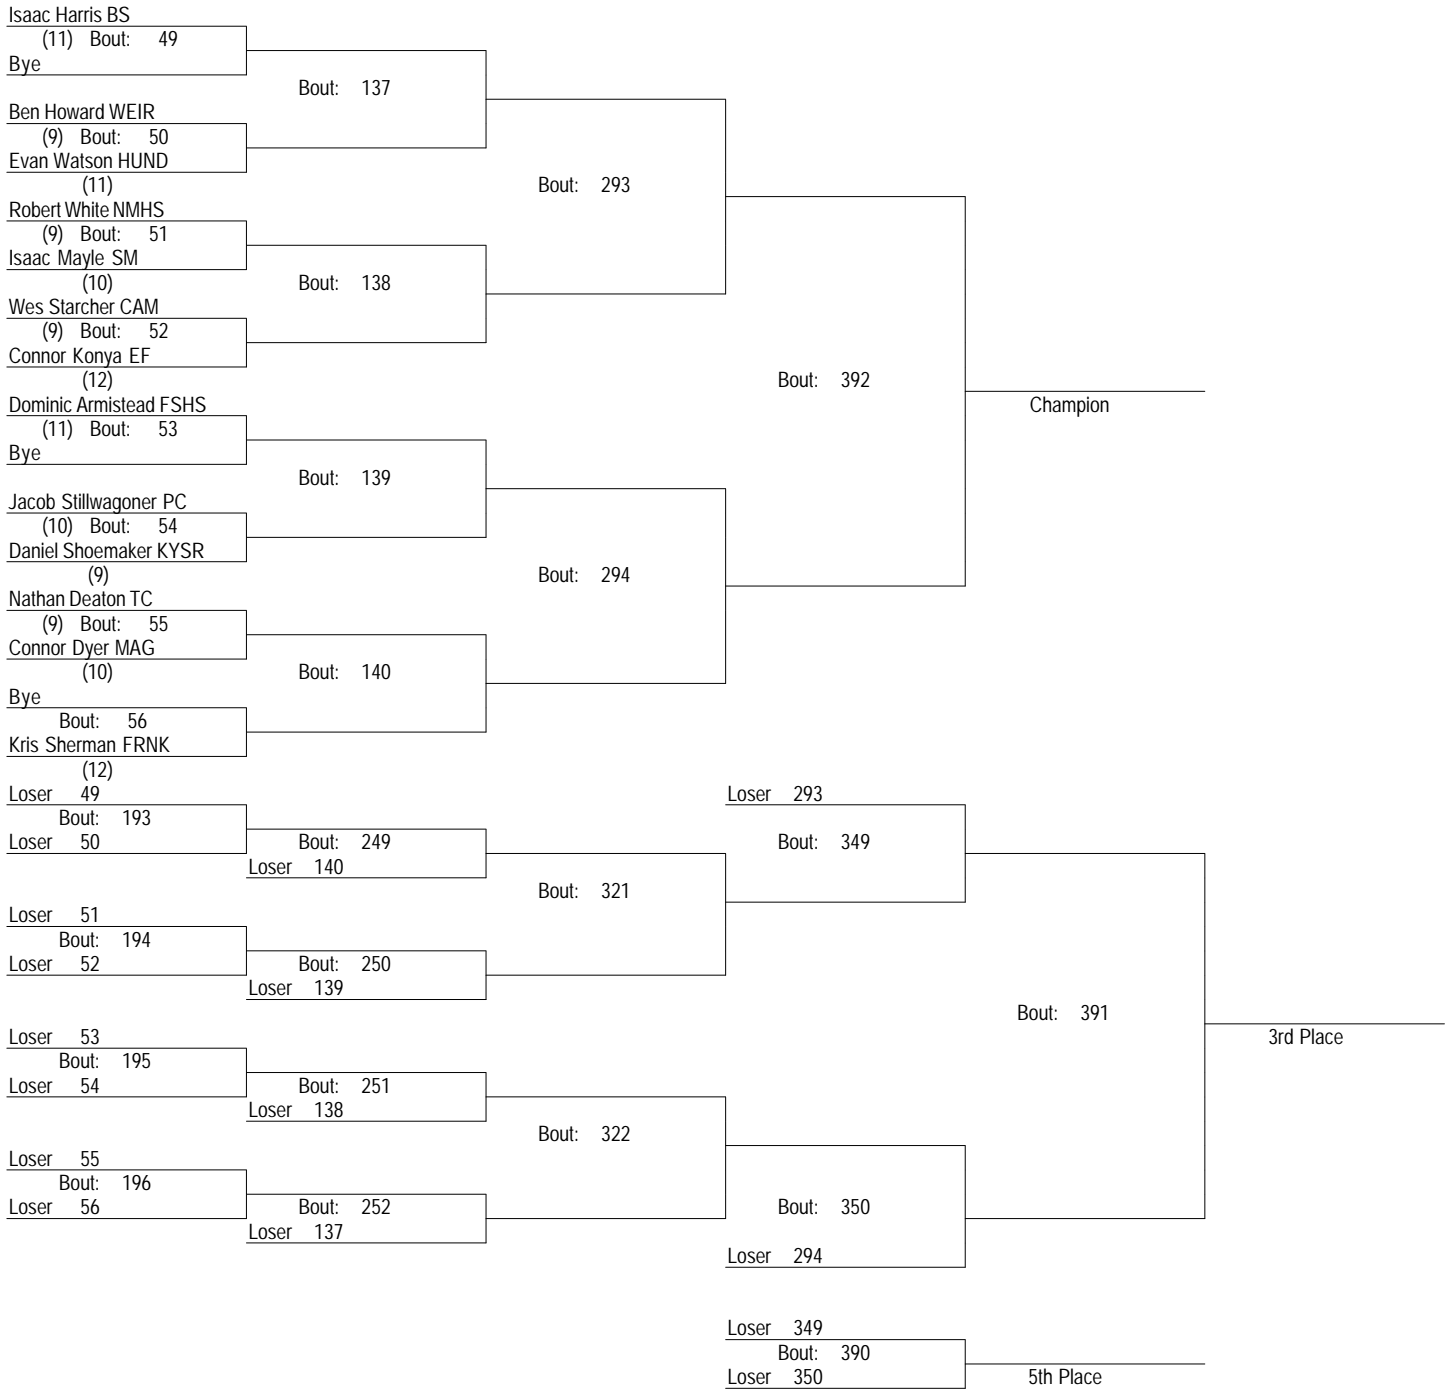 Isaac Harris BS
(11) Bout: 49
Bye
Bout: 137
Ben Howard WEIR
(9) Bout: 50
Evan Watson HUND
(11)
Bout: 293
Robert White NMHS
(9) Bout: 51
Isaac Mayle SM
(10)
Bout: 138
Wes Starcher CAM
(9) Bout: 52
Connor Konya EF
(12)
Bout: 392
Dominic Armistead FSHS
Champion
(11) Bout: 53
Bye
Bout: 139
Jacob Stillwagoner PC
(10) Bout: 54
Daniel Shoemaker KYSR
(9)
Bout: 294
Nathan Deaton TC
(9) Bout: 55
Connor Dyer MAG
(10)
Bout: 140
Bye
Bout: 56
Kris Sherman FRNK
(12)
Loser 49
Loser 293
Bout: 193
Loser 50
Bout: 249
Bout: 349
Loser 140
Bout: 321
Loser 51
Bout: 194
Loser 52
Bout: 250
Loser 139
Bout: 391
Loser 53
3rd Place
Bout: 195
Loser 54
Bout: 251
Loser 138
Bout: 322
Loser 55
Bout: 196
Loser 56
Bout: 252
Bout: 350
Loser 137
Loser 294
Loser 349
Bout: 390
Loser 350
5th Place